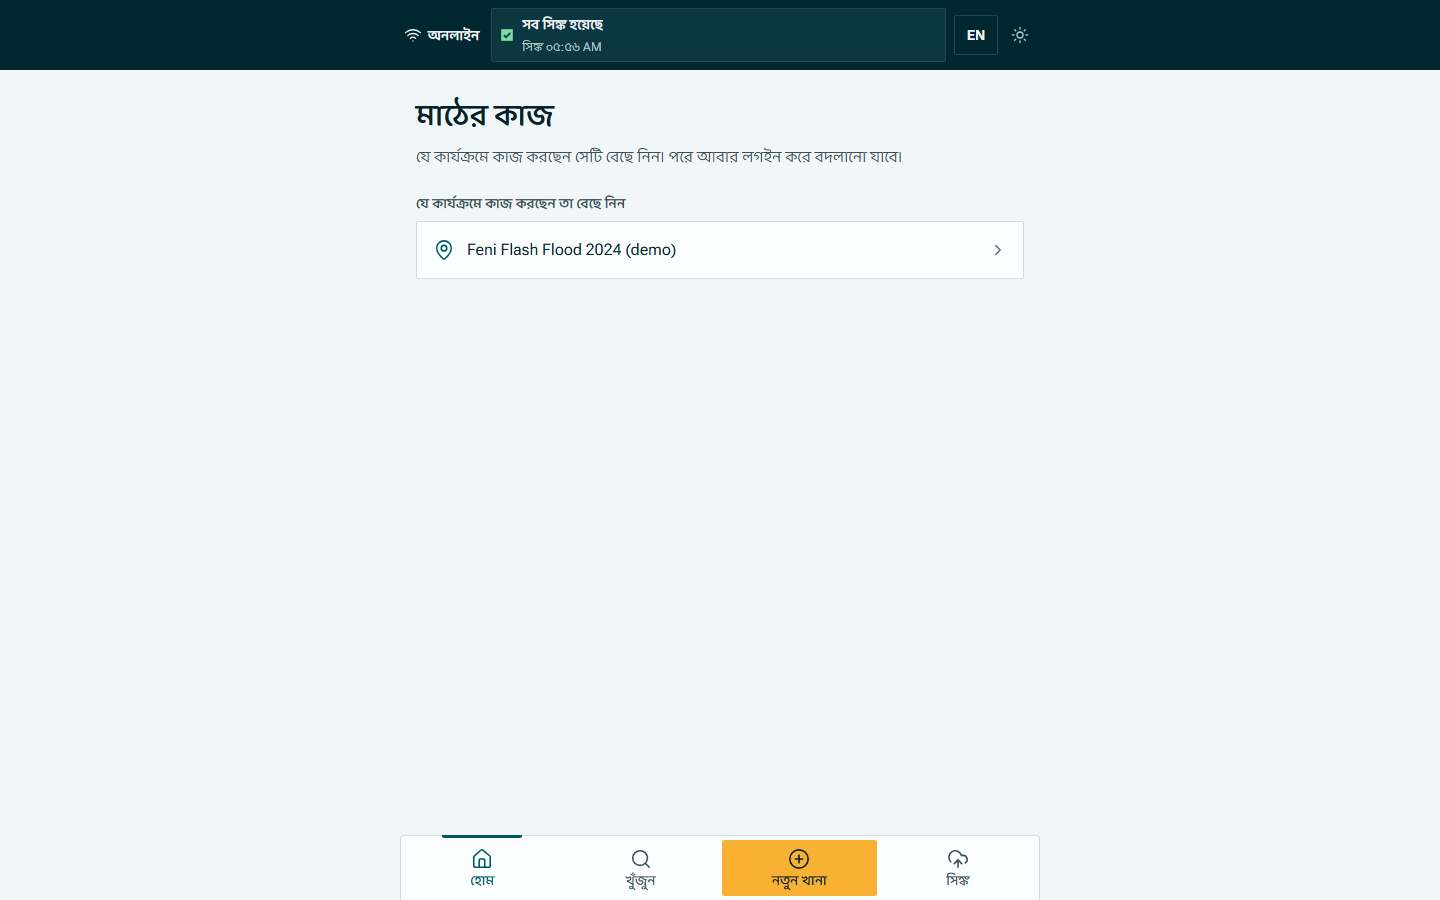 অনলাইন
সব সিঙ্ক হয়েছে
সিঙ্ক ০৫:৫৬ AM
EN
মাঠের কাজ
যে কার্যক্রমে কাজ করছেন সেটি বেছে নিন। পরে আবার লগইন করে বদলানো যাবে।
যে কার্যক্রমে কাজ করছেন তা বেছে নিন
Feni Flash Flood 2024 (demo)
হোম
খুঁজুন
নতুন খানা
সিঙ্ক